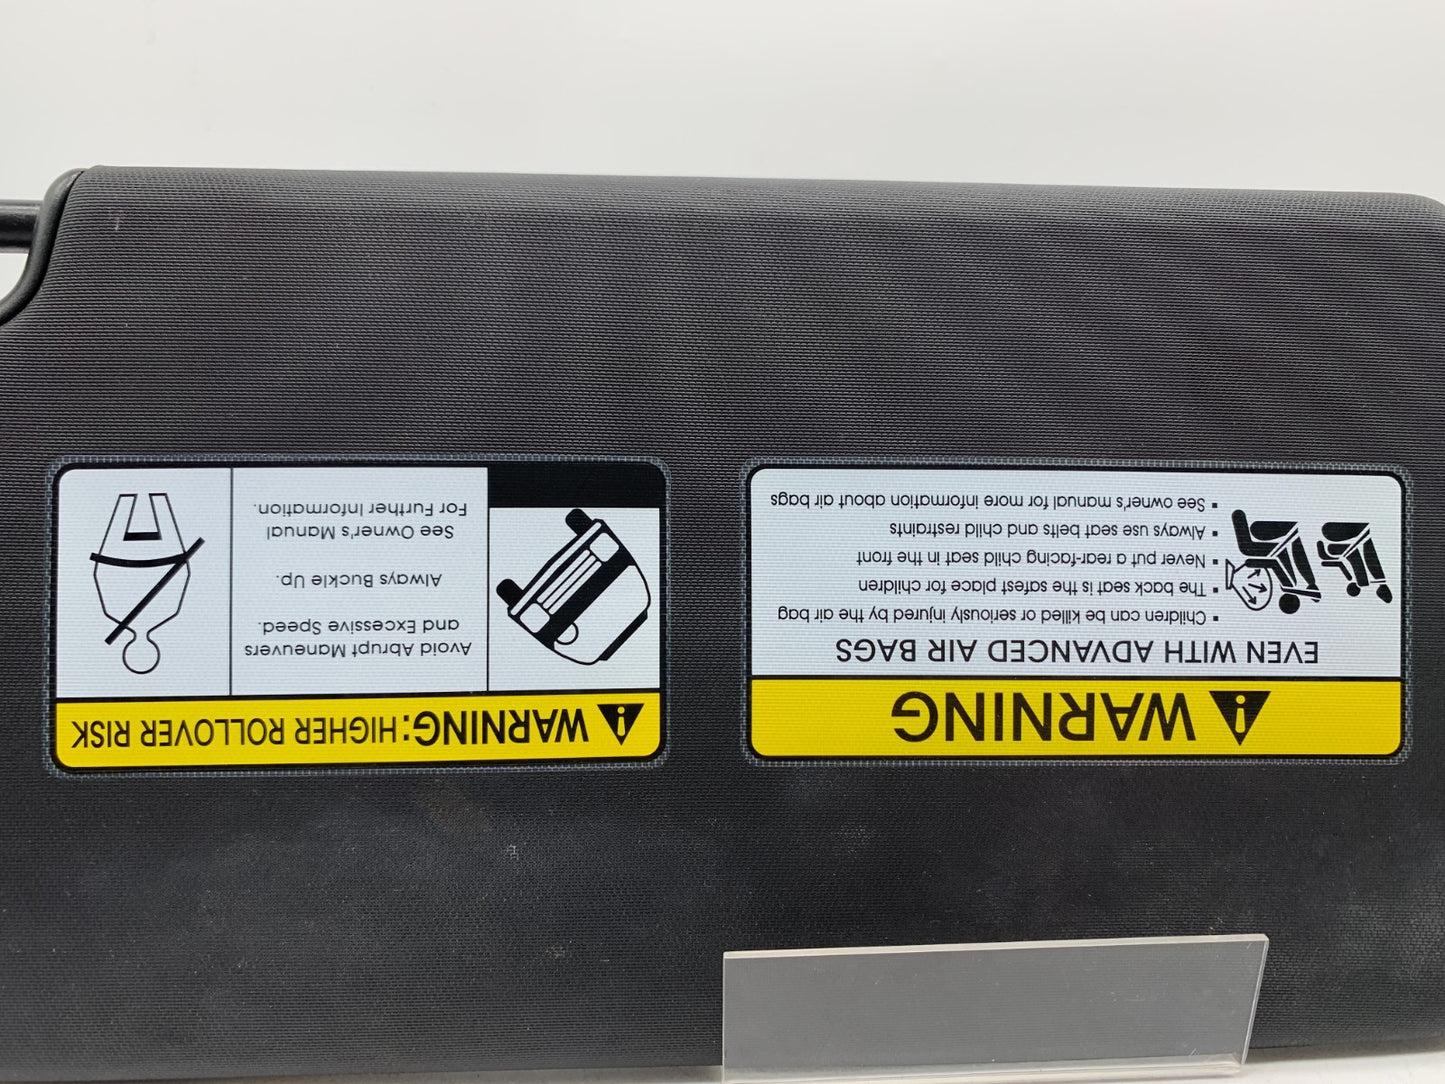 WARNING
EVEN WITH ADVANCED AIR BAGS
▪ Children can be killed or seriously injured by the air bag
▪ The back seat is the safest place for children
▪ Never put a rear-facing child seat in the front
▪ Always use seat belts and child restraints
▪ See owner's manual for more information about air bags
WARNING: HIGHER ROLLOVER RISK
Avoid Abrupt Maneuvers
and Excessive Speed.
Always Buckle Up.
See Owner's Manual
For Further Information.